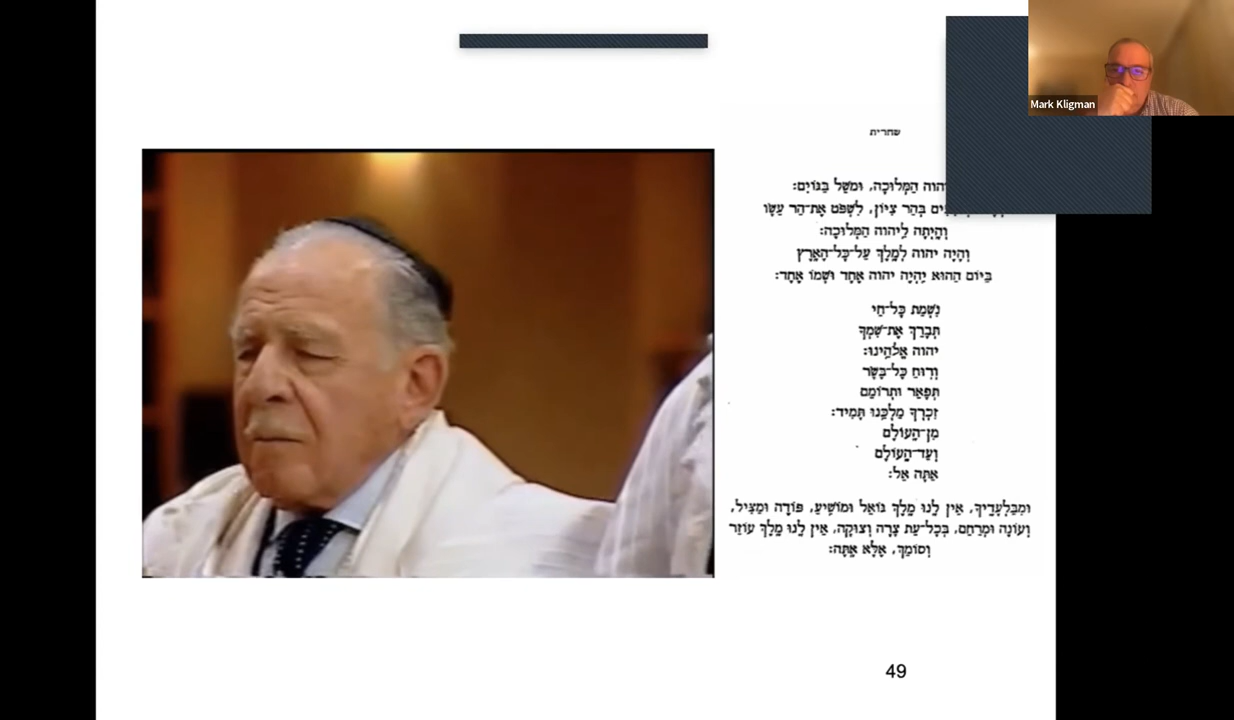 Mark Kligman
שחרית
הַמְּלוּכָה, וּמֹשֵׁל בַּגּוֹיִם:
בְּהַר צִיּוֹן, לִשְׁפֹּט אֶת־הַר עֵשָׂו
וְהָיְתָה לַיהוה הַמְּלוּכָה:
וְהָיָה יהוה לְמֶלֶךְ עַל־כָּל־הָאָרֶץ
בַּיּוֹם הַהוּא יִהְיֶה יהוה אֶחָד וּשְׁמוֹ אֶחָד:
נִשְׁמַת כָּל־חַי
תְּבָרֵךְ אֶת־שִׁמְךָ
יהוה אֱלֹהֵינוּ:
וְרוּחַ כָּל־בָּשָׂר
תְּפָאֵר וּתְרוֹמֵם
זִכְרְךָ מַלְכֵּנוּ תָּמִיד:
מִן־הָעוֹלָם
וְעַד־הָעוֹלָם
אַתָּה אֵל:
וּמִבַּלְעָדֶיךָ, אֵין לָנוּ מֶלֶךְ גּוֹאֵל וּמוֹשִׁיעַ, פּוֹדֶה וּמַצִּיל,
וְעוֹנֶה וּמְרַחֵם, בְּכָל־עֵת צָרָה וְצוּקָה, אֵין לָנוּ מֶלֶךְ עוֹזֵר
וְסוֹמֵךְ, אֶלָּא אָתָּה:
49